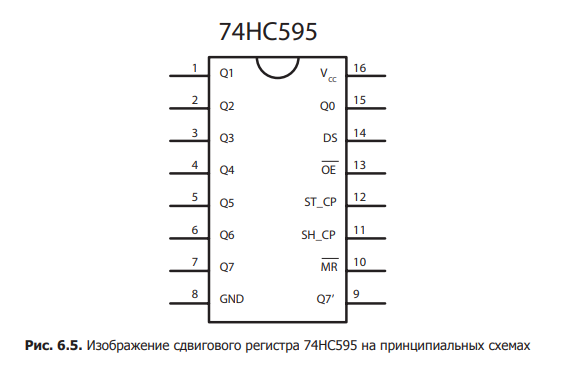 74HC595
1 Q1 Vcc 16
2 Q2 Q0 15
3 Q3 DS 14
4 Q4 OE 13
5 Q5 ST_CP 12
6 Q6 SH_CP 11
7 Q7 MR 10
8 GND Q7’ 9
Рис. 6.5. Изображение сдвигового регистра 74HC595 на принципиальных схемах